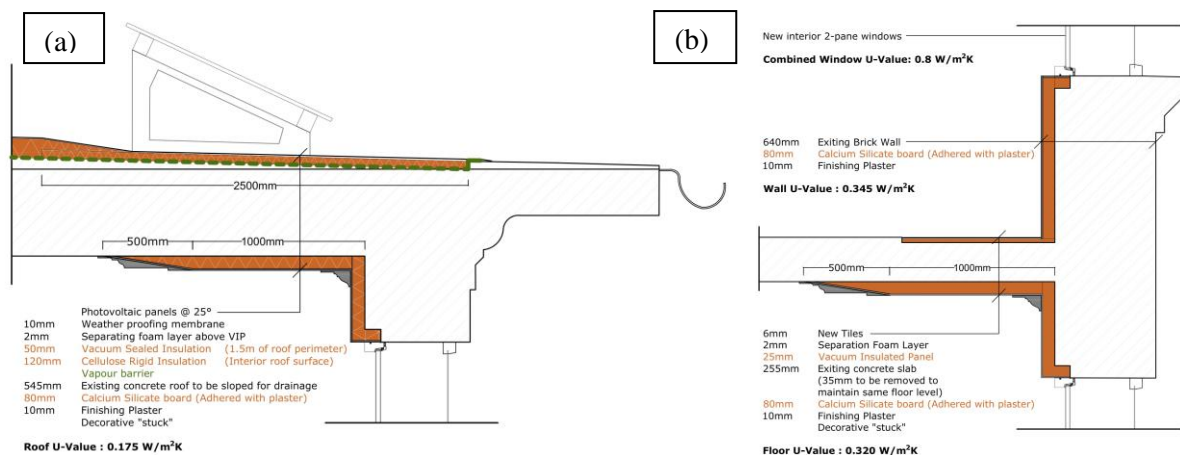 (a)
2500mm
500mm 1000mm
Photovoltaic panels @ 25°
10mm Weather proofing membrane
2mm Separating foam layer above VIP
50mm Vacuum Sealed Insulation (1.5m of roof perimeter)
120mm Cellulose Rigid Insulation (Interior roof surface)
Vapour barrier
545mm Existing concrete roof to be sloped for drainage
80mm Calcium Silicate board (Adhered with plaster)
10mm Finishing Plaster
Decorative "stuck"
Roof U-Value : 0.175 W/m²K
(b)
New interior 2-pane windows
Combined Window U-Value: 0.8 W/m²K
640mm Exiting Brick Wall
80mm Calcium Silicate board (Adhered with plaster)
10mm Finishing Plaster
Wall U-Value : 0.345 W/m²K
500mm 1000mm
6mm New Tiles
2mm Separation Foam Layer
25mm Vacuum Insulated Panel
255mm Exiting concrete slab
(35mm to be removed to
maintain same floor level)
80mm Calcium Silicate board (Adhered with plaster)
10mm Finishing Plaster
Decorative "stuck"
Floor U-Value : 0.320 W/m²K